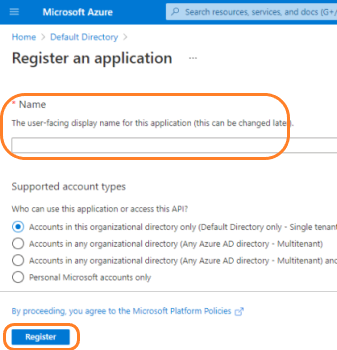 Microsoft Azure
Search resources, services, and docs (G+/
Home > Default Directory >
Register an application ...
* Name
The user-facing display name for this application (this can be changed later).
Supported account types
Who can use this application or access this API?
Accounts in this organizational directory only (Default Directory only - Single tenant
Accounts in any organizational directory (Any Azure AD directory - Multitenant)
Accounts in any organizational directory (Any Azure AD directory - Multitenant) and
Personal Microsoft accounts only
By proceeding, you agree to the Microsoft Platform Policies
Register